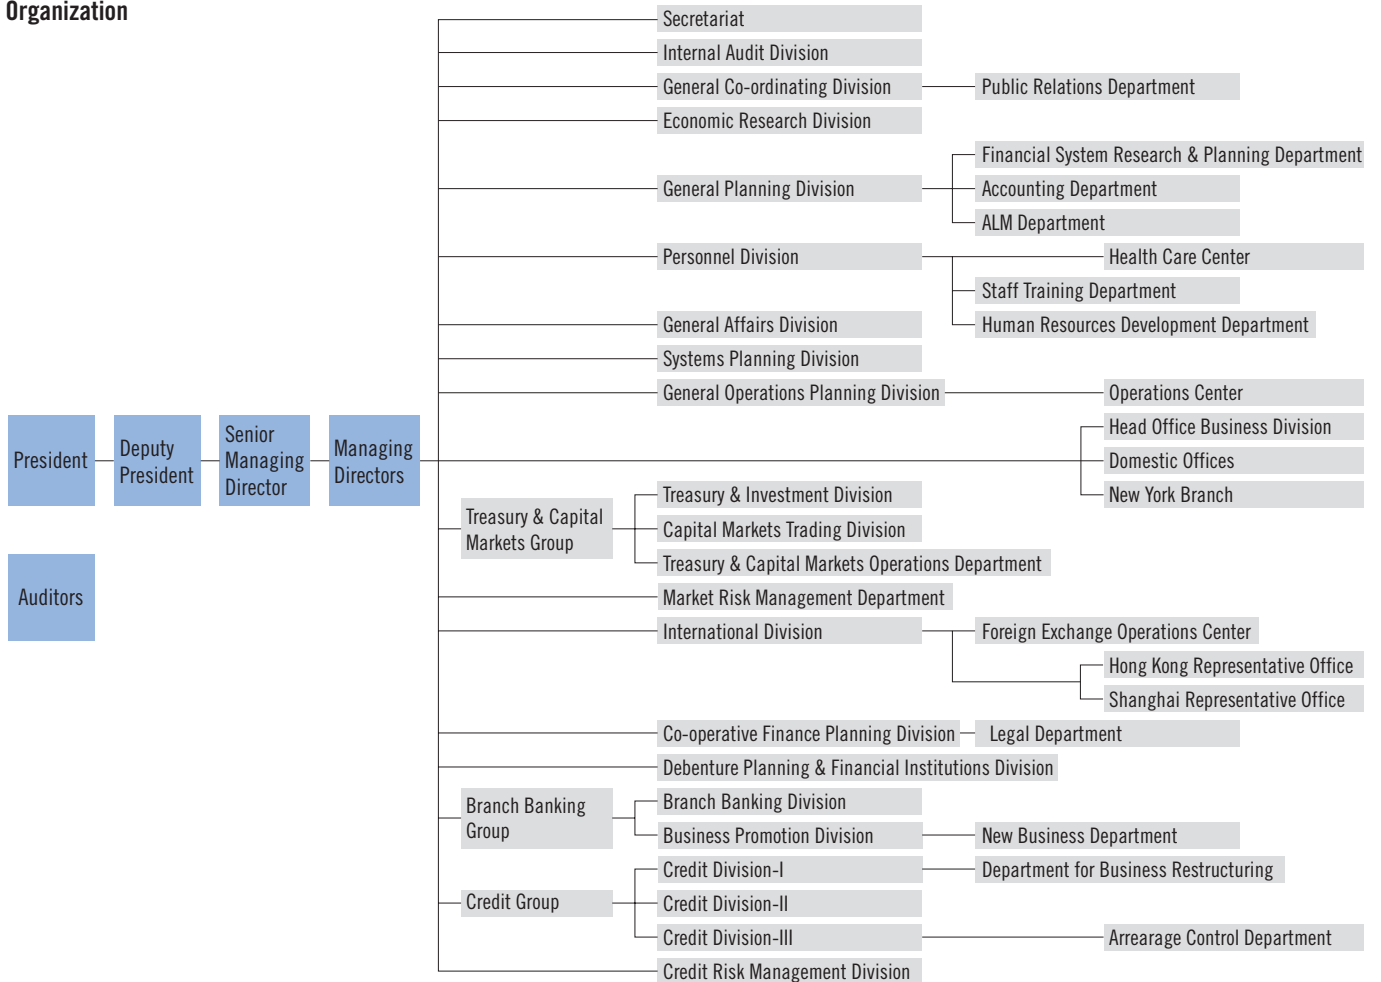 Organization
Secretariat
Internal Audit Division
General Co-ordinating Division
Public Relations Department
Economic Research Division
Financial System Research & Planning Department
General Planning Division
Accounting Department
ALM Department
Personnel Division
Health Care Center
Staff Training Department
General Affairs Division
Human Resources Development Department
Systems Planning Division
General Operations Planning Division
Operations Center
President
Deputy
President
Senior
Managing
Director
Managing
Directors
Head Office Business Division
Domestic Offices
New York Branch
Treasury & Capital
Markets Group
Treasury & Investment Division
Capital Markets Trading Division
Treasury & Capital Markets Operations Department
Auditors
Market Risk Management Department
International Division
Foreign Exchange Operations Center
Hong Kong Representative Office
Shanghai Representative Office
Co-operative Finance Planning Division
Legal Department
Debenture Planning & Financial Institutions Division
Branch Banking
Group
Branch Banking Division
Business Promotion Division
New Business Department
Credit Group
Credit Division-I
Department for Business Restructuring
Credit Division-II
Credit Division-III
Arrearage Control Department
Credit Risk Management Division